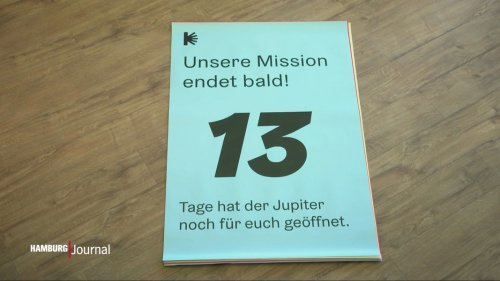 Unsere Mission
endet bald!
13
Tage hat der Jupiter
noch für euch geöffnet.
HAMBURG Journal